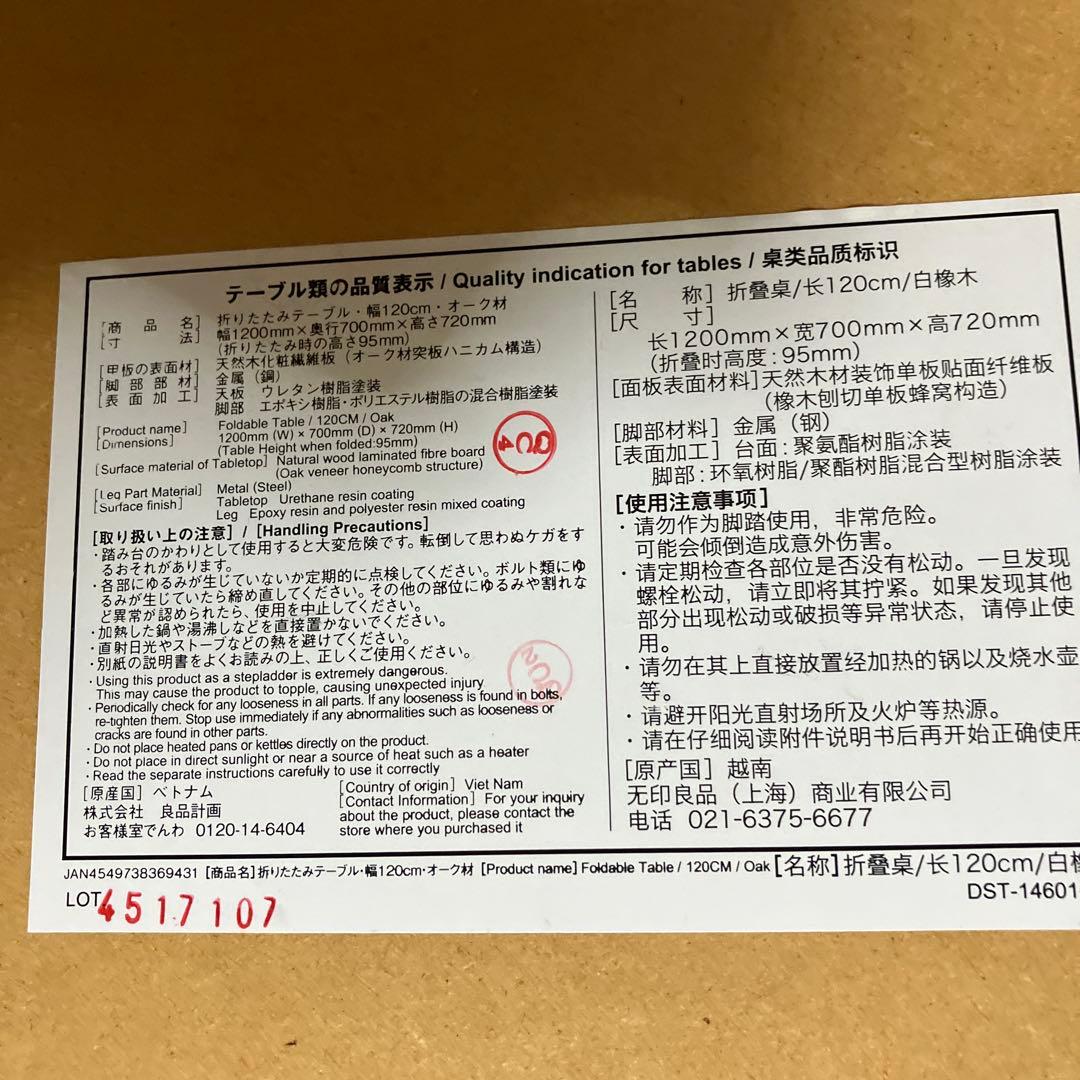 テーブル類の品質表示 / Quality indication for tables / 桌类品质标识
[商品名] 折りたたみテーブル・幅120cm・オーク材
[寸法] 幅1200mm×奥行700mm×高さ720mm
(折りたたみ時の高さ95mm)
[甲板の表面材] 天然木化粧繊維板（オーク材突板ハニカム構造）
[脚部部材] 金属（鋼）
[表面加工] 天板 ウレタン樹脂塗装
脚部 エポキシ樹脂・ポリエステル樹脂の混合樹脂塗装
[Product name] Foldable Table / 120CM / Oak
[Dimensions] 1200mm (W) × 700mm (D) × 720mm (H)
(Table Height when folded:95mm)
[Surface material of Tabletop] Natural wood laminated fibre board
(Oak veneer honeycomb structure)
[Leg Part Material] Metal (Steel)
[Surface finish] Tabletop Urethane resin coating
Leg Epoxy resin and polyester resin mixed coating
[取り扱い上の注意] / [Handling Precautions]
・踏み台のかわりとして使用すると大変危険です。転倒して思わぬケガをす
るおそれがあります。
・各部にゆるみが生じていないか定期的に点検してください。ボルト類にゆ
るみが生じていたら締め直してください。その他の部位にゆるみや割れな
ど異常が認められたら、使用を中止してください。
・加熱した鍋や湯沸しなどを直接置かないでください。
・直射日光やストーブなどの熱を避けてください。
・別紙の説明書をよくお読みの上、正しくご使用ください。
・Using this product as a stepladder is extremely dangerous.
This may cause the product to topple, causing unexpected injury
・Periodically check for any looseness in all parts. If any looseness is found in bolts,
re-tighten them. Stop use immediately if any abnormalities such as looseness or
cracks are found in other parts.
・Do not place heated pans or kettles directly on the product.
・Do not place in direct sunlight or near a source of heat such as a heater
・Read the separate instructions carefully to use it correctly
[原産国] ベトナム
株式会社 良品計画
お客様室でんわ 0120-14-6404
[Country of origin] Viet Nam
[Contact Information] For your inquiry
about the product, please contact the
store where you purchased it
[名称] 折叠桌/长120cm/白橡木
[尺寸]
长1200mm×宽700mm×高720mm
(折叠时高度:95mm)
[面板表面材料] 天然木材装饰单板贴面纤维板
(橡木刨切单板蜂窝构造)
[脚部材料] 金属（钢）
[表面加工] 台面:聚氨酯树脂涂装
脚部:环氧树脂/聚酯树脂混合型树脂涂装
[使用注意事项]
・请勿作为脚踏使用，非常危险。
可能会倾倒造成意外伤害。
・请定期检查各部位是否没有松动。一旦发现
螺栓松动，请立即将其拧紧。如果发现其他
部分出现松动或破损等异常状态，请停止使
用。
・请勿在其上直接放置经加热的锅以及烧水壶
等。
・请避开阳光直射场所及火炉等热源。
・请在仔细阅读附件说明书后再开始正确使用
[原产国] 越南
无印良品（上海）商业有限公司
电话 021-6375-6677
JAN4549738369431 [商品名]折りたたみテーブル・幅120cm・オーク材 [Product name] Foldable Table / 120CM / Oak [名称]折叠桌/长120cm/白橡
LOT 4517107
DST-14601